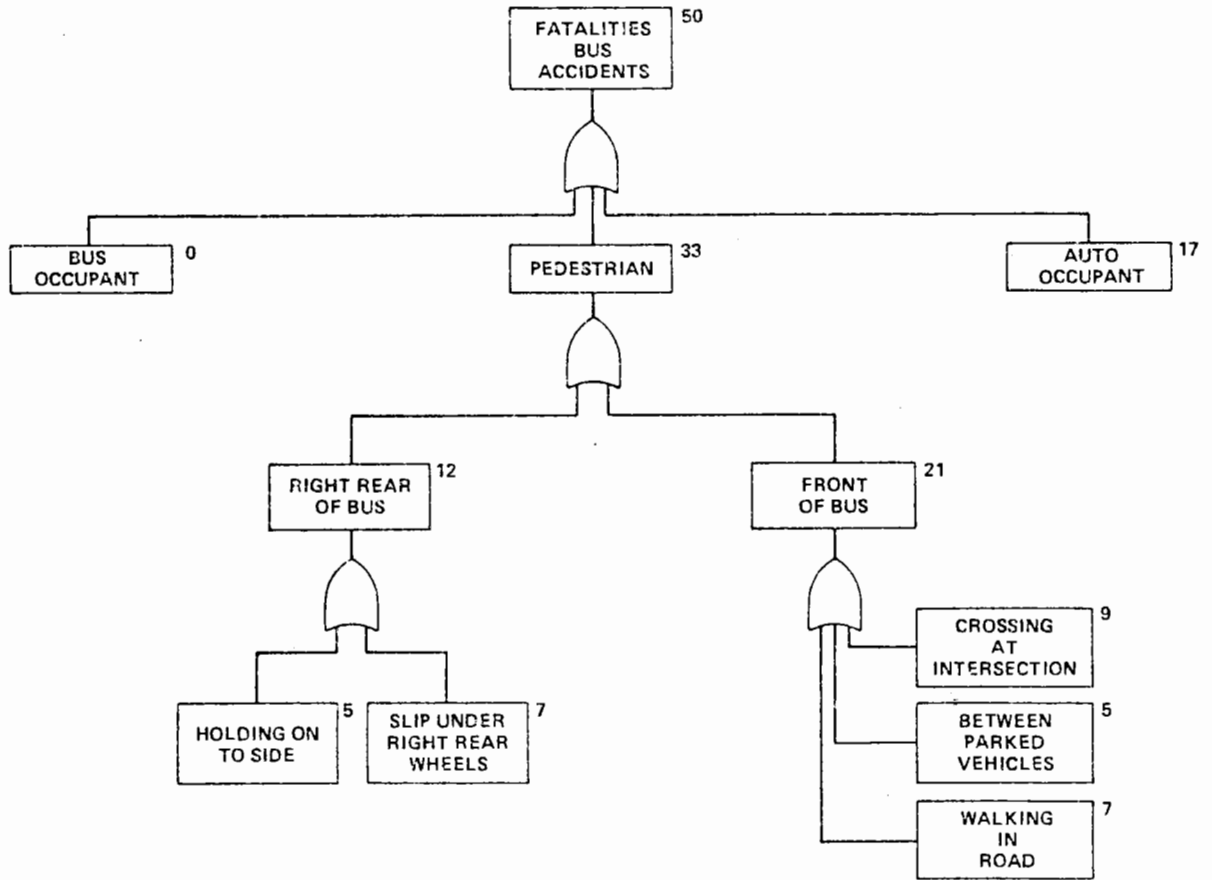 FATALITIES
BUS
ACCIDENTS
50
BUS
OCCUPANT
0
PEDESTRIAN
33
AUTO
OCCUPANT
17
RIGHT REAR
OF BUS
12
FRONT
OF BUS
21
HOLDING ON
TO SIDE
5
SLIP UNDER
RIGHT REAR
WHEELS
7
CROSSING
AT
INTERSECTION
9
BETWEEN
PARKED
VEHICLES
5
WALKING
IN
ROAD
7